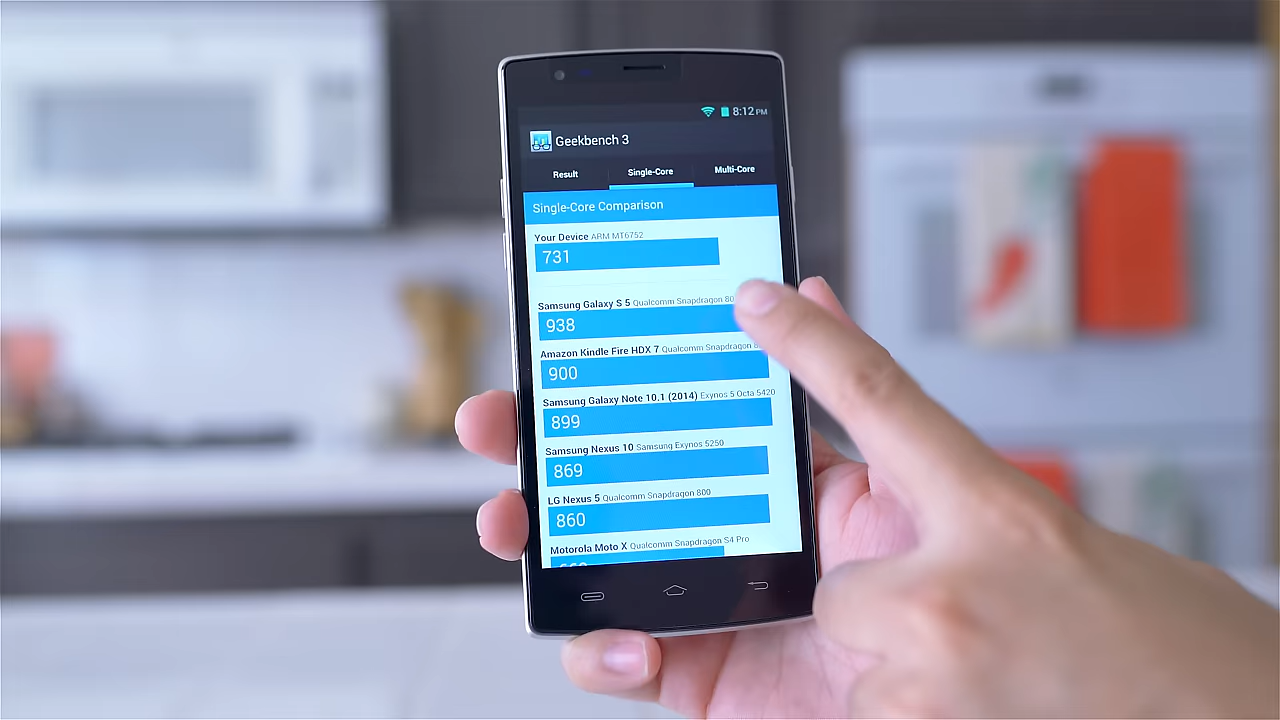 8:12 PM
Geekbench 3
Result Single-Core Multi-Core
Single-Core Comparison
Your Device ARM MT6752
731
Samsung Galaxy S 5 Qualcomm Snapdragon
938
Amazon Kindle Fire HDX 7 Qualcomm Snapdragon
900
Samsung Galaxy Note 10.1 (2014) Exynos 5 Octa 5420
899
Samsung Nexus 10 Samsung Exynos 5250
869
LG Nexus 5 Qualcomm Snapdragon 800
860
Motorola Moto X Qualcomm Snapdragon S4 Pro